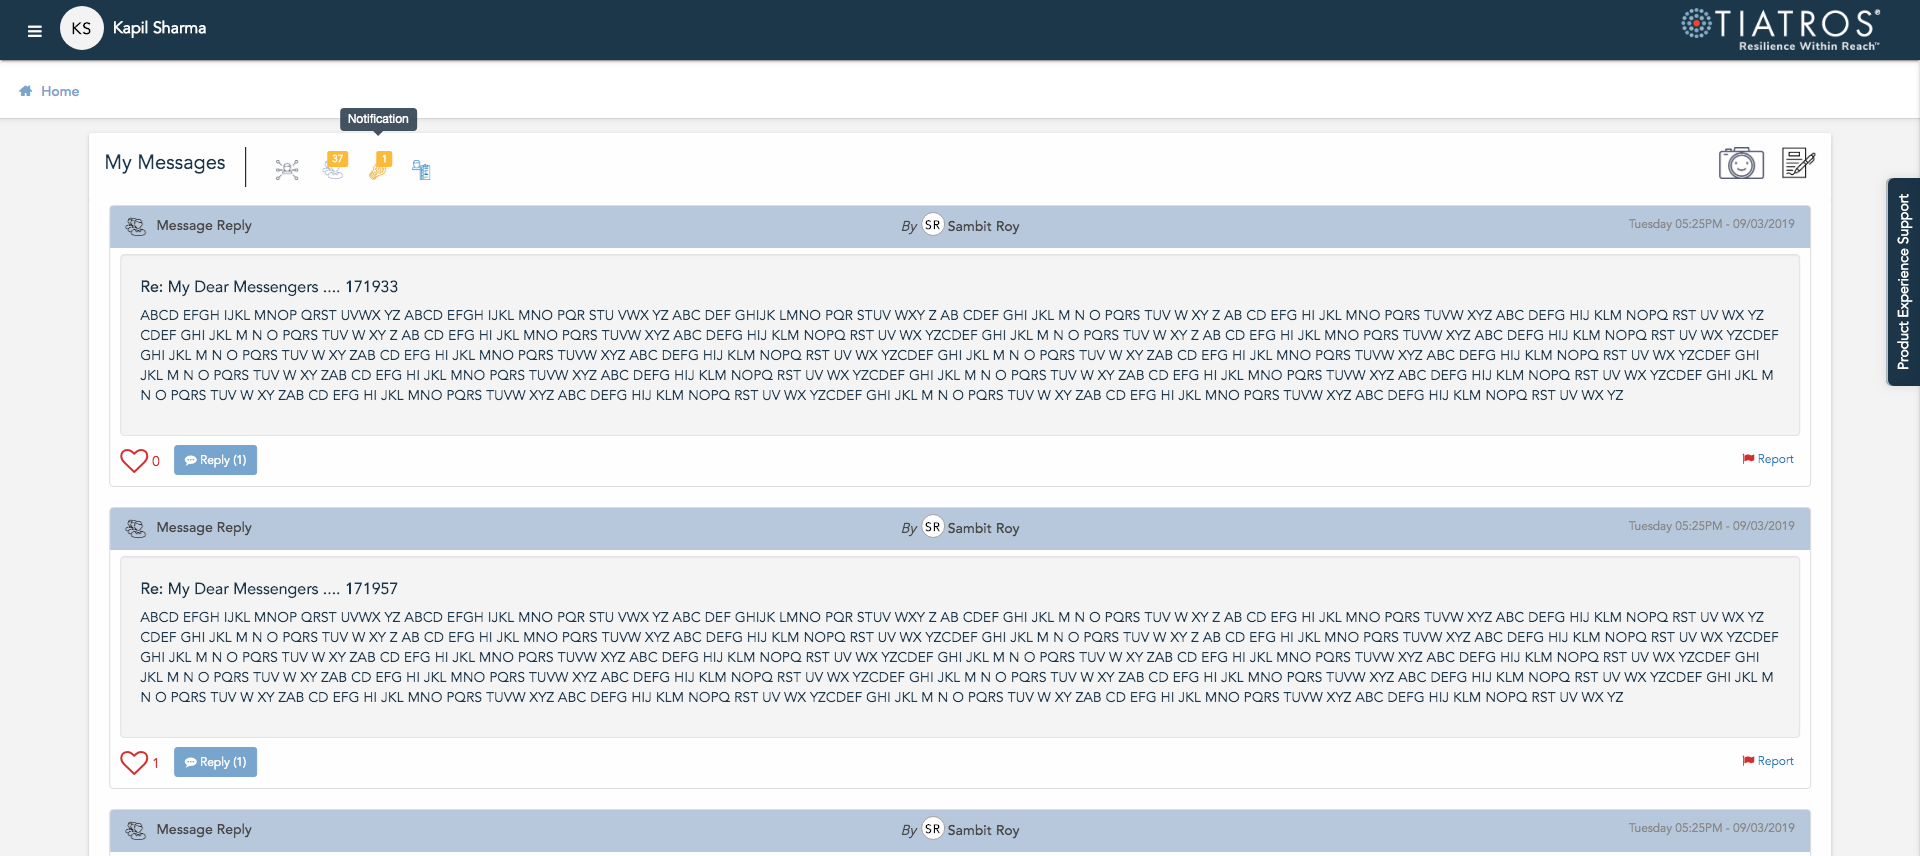 KS Kapil Sharma
TIATROS®
Resilience Within Reach™
Home
Notification
My Messages
37
1
Product Experience Support
Message Reply By SR Sambit Roy Tuesday 05:25PM - 09/03/2019
Re: My Dear Messengers .... 171933
ABCD EFGH IJKL MNOP QRST UVWX YZ ABCD EFGH IJKL MNO PQR STU VWX YZ ABC DEF GHIJK LMNO PQR STUV WXY Z AB CDEF GHI JKL M N O PQRS TUV W XY Z AB CD EFG HI JKL MNO PQRS TUVW XYZ ABC DEFG HIJ KLM NOPQ RST UV WX YZ
CDEF GHI JKL M N O PQRS TUV W XY Z AB CD EFG HI JKL MNO PQRS TUVW XYZ ABC DEFG HIJ KLM NOPQ RST UV WX YZCDEF GHI JKL M N O PQRS TUV W XY Z AB CD EFG HI JKL MNO PQRS TUVW XYZ ABC DEFG HIJ KLM NOPQ RST UV WX YZCDEF
GHI JKL M N O PQRS TUV W XY ZAB CD EFG HI JKL MNO PQRS TUVW XYZ ABC DEFG HIJ KLM NOPQ RST UV WX YZCDEF GHI JKL M N O PQRS TUV W XY ZAB CD EFG HI JKL MNO PQRS TUVW XYZ ABC DEFG HIJ KLM NOPQ RST UV WX YZCDEF GHI
JKL M N O PQRS TUV W XY ZAB CD EFG HI JKL MNO PQRS TUVW XYZ ABC DEFG HIJ KLM NOPQ RST UV WX YZCDEF GHI JKL M N O PQRS TUV W XY ZAB CD EFG HI JKL MNO PQRS TUVW XYZ ABC DEFG HIJ KLM NOPQ RST UV WX YZCDEF GHI JKL M
N O PQRS TUV W XY ZAB CD EFG HI JKL MNO PQRS TUVW XYZ ABC DEFG HIJ KLM NOPQ RST UV WX YZCDEF GHI JKL M N O PQRS TUV W XY ZAB CD EFG HI JKL MNO PQRS TUVW XYZ ABC DEFG HIJ KLM NOPQ RST UV WX YZ
0 Reply (1) Report
Message Reply By SR Sambit Roy Tuesday 05:25PM - 09/03/2019
Re: My Dear Messengers .... 171957
ABCD EFGH IJKL MNOP QRST UVWX YZ ABCD EFGH IJKL MNO PQR STU VWX YZ ABC DEF GHIJK LMNO PQR STUV WXY Z AB CDEF GHI JKL M N O PQRS TUV W XY Z AB CD EFG HI JKL MNO PQRS TUVW XYZ ABC DEFG HIJ KLM NOPQ RST UV WX YZ
CDEF GHI JKL M N O PQRS TUV W XY Z AB CD EFG HI JKL MNO PQRS TUVW XYZ ABC DEFG HIJ KLM NOPQ RST UV WX YZCDEF GHI JKL M N O PQRS TUV W XY Z AB CD EFG HI JKL MNO PQRS TUVW XYZ ABC DEFG HIJ KLM NOPQ RST UV WX YZCDEF
GHI JKL M N O PQRS TUV W XY ZAB CD EFG HI JKL MNO PQRS TUVW XYZ ABC DEFG HIJ KLM NOPQ RST UV WX YZCDEF GHI JKL M N O PQRS TUV W XY ZAB CD EFG HI JKL MNO PQRS TUVW XYZ ABC DEFG HIJ KLM NOPQ RST UV WX YZCDEF GHI
JKL M N O PQRS TUV W XY ZAB CD EFG HI JKL MNO PQRS TUVW XYZ ABC DEFG HIJ KLM NOPQ RST UV WX YZCDEF GHI JKL M N O PQRS TUV W XY ZAB CD EFG HI JKL MNO PQRS TUVW XYZ ABC DEFG HIJ KLM NOPQ RST UV WX YZCDEF GHI JKL M
N O PQRS TUV W XY ZAB CD EFG HI JKL MNO PQRS TUVW XYZ ABC DEFG HIJ KLM NOPQ RST UV WX YZCDEF GHI JKL M N O PQRS TUV W XY ZAB CD EFG HI JKL MNO PQRS TUVW XYZ ABC DEFG HIJ KLM NOPQ RST UV WX YZ
1 Reply (1) Report
Message Reply By SR Sambit Roy Tuesday 05:25PM - 09/03/2019